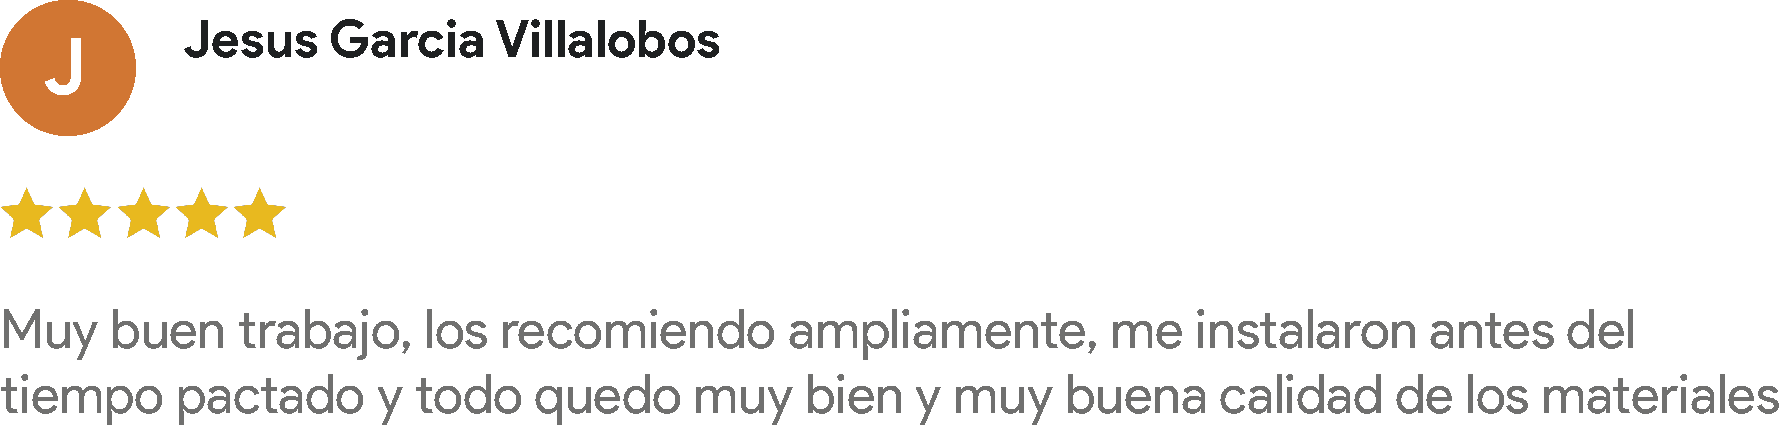 J
Jesus Garcia Villalobos
Muy buen trabajo, los recomiendo ampliamente, me instalaron antes del
tiempo pactado y todo quedo muy bien y muy buena calidad de los materiales